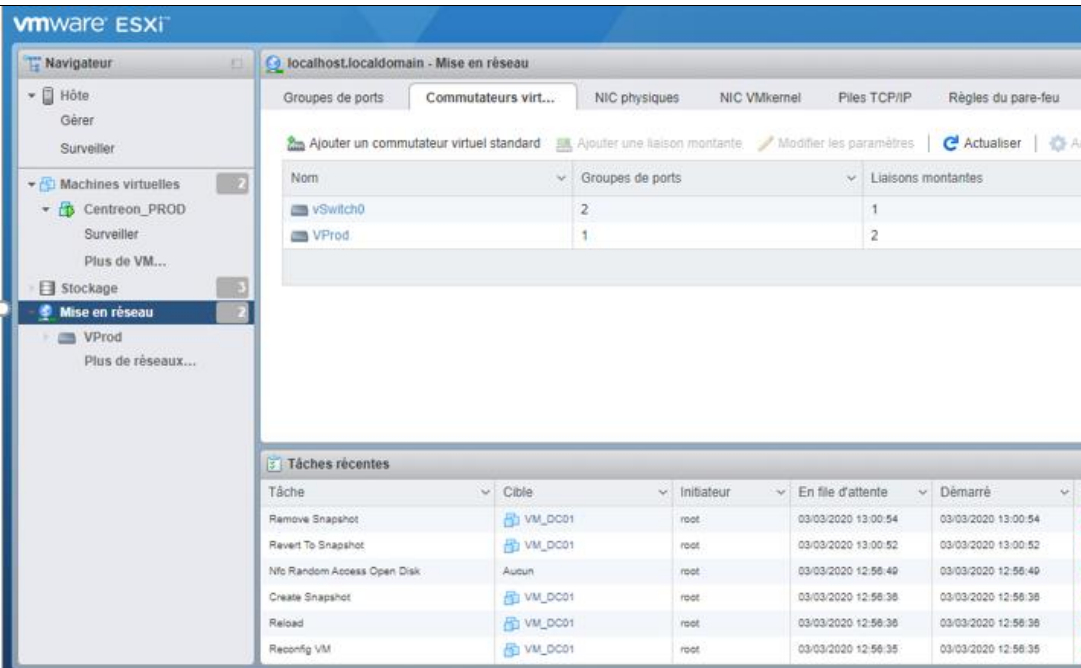 vmware ESXi™
Navigateur
Hôte
Gérer
Surveiller
Machines virtuelles 2
Centreon_PROD
Surveiller
Plus de VM...
Stockage 3
Mise en réseau 2
VProd
Plus de réseaux...
localhost.localdomain - Mise en réseau
Groupes de ports Commutateurs virt... NIC physiques NIC VMkernel Piles TCP/IP Règles du pare-feu
Ajouter un commutateur virtuel standard Ajouter une liaison montante Modifier les paramètres Actualiser
Nom Groupes de ports Liaisons montantes
vSwitch0 2 1
VProd 1 2
Tâches récentes
Tâche Cible Initiateur En file d'attente Démarré
Remove Snapshot VM_DC01 root 03/03/2020 13:00:54 03/03/2020 13:00:54
Revert To Snapshot VM_DC01 root 03/03/2020 13:00:52 03/03/2020 13:00:52
Nfc Random Access Open Disk Aucun root 03/03/2020 12:56:49 03/03/2020 12:56:49
Create Snapshot VM_DC01 root 03/03/2020 12:56:36 03/03/2020 12:56:36
Reload VM_DC01 root 03/03/2020 12:56:36 03/03/2020 12:56:36
Reconfig VM VM_DC01 root 03/03/2020 12:56:35 03/03/2020 12:56:35